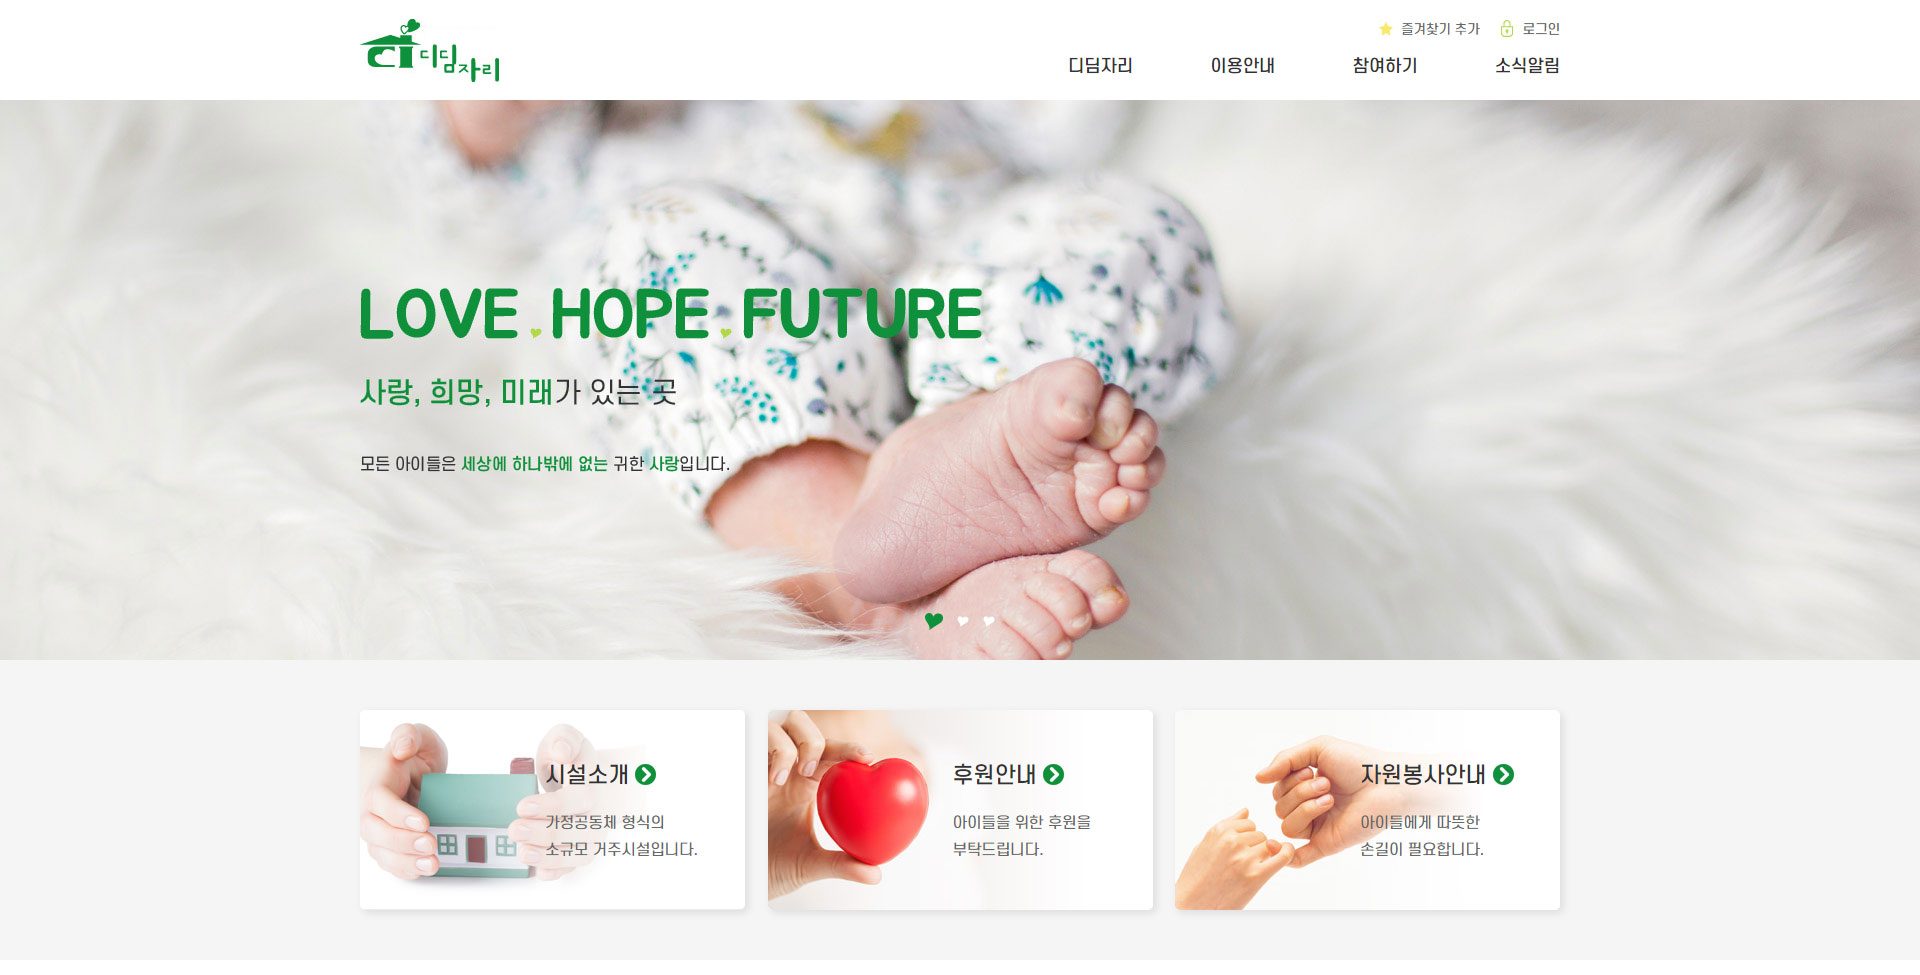 디딤자리
즐겨찾기 추가
로그인
디딤자리
이용안내
참여하기
소식알림
LOVE.HOPE.FUTURE
사랑, 희망, 미래가 있는 곳
모든 아이들은 세상에 하나밖에 없는 귀한 사랑입니다.
시설소개
가정공동체 형식의
소규모 거주시설입니다.
후원안내
아이들을 위한 후원을
부탁드립니다.
자원봉사안내
아이들에게 따뜻한
손길이 필요합니다.